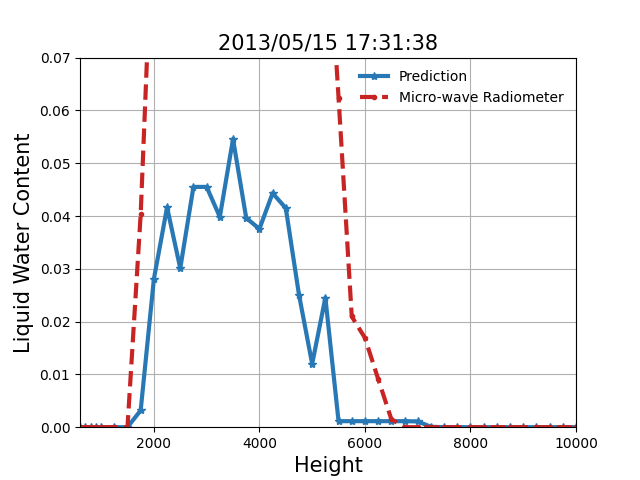 2013/05/15 17:31:38
Prediction
Micro-wave Radiometer
Liquid Water Content
0.07
0.06
0.05
0.04
0.03
0.02
0.01
0.00
2000 4000 6000 8000 10000
Height